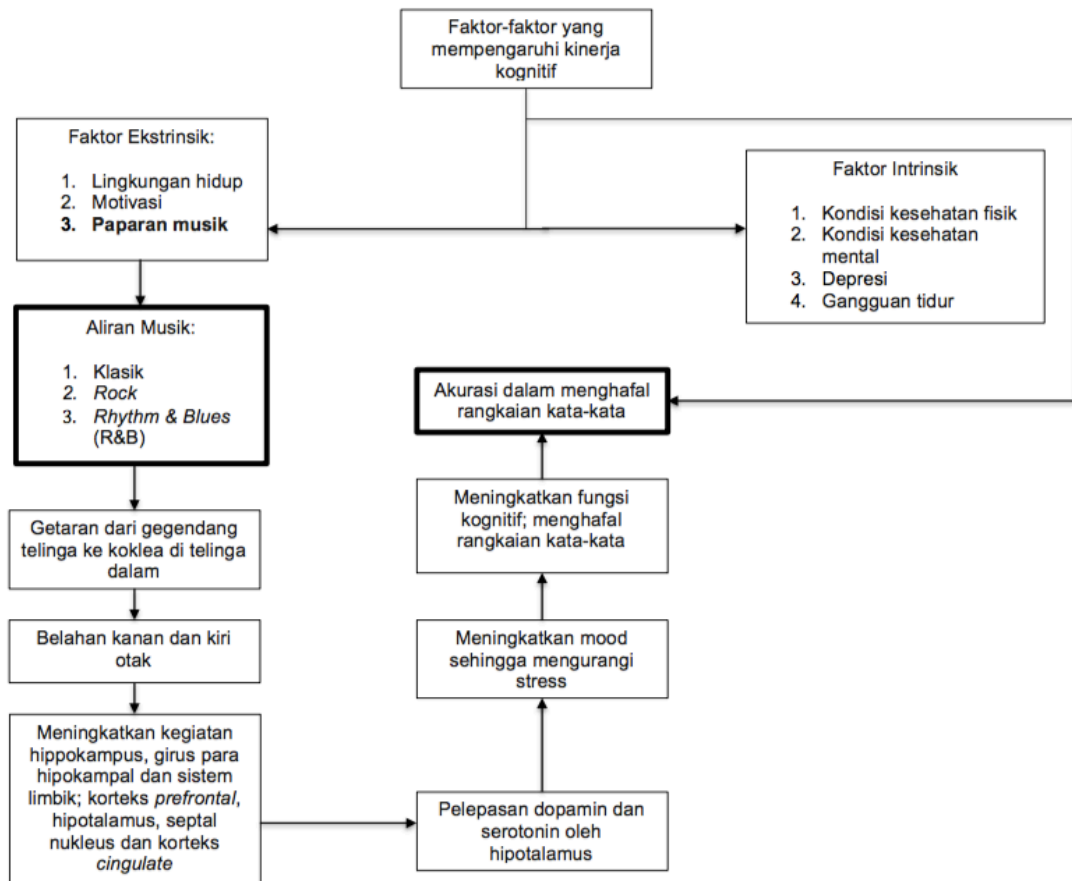 Faktor-faktor yang
mempengaruhi kinerja
kognitif
Faktor Ekstrinsik:
1. Lingkungan hidup
2. Motivasi
3. Paparan musik
Faktor Intrinsik
1. Kondisi kesehatan fisik
2. Kondisi kesehatan
mental
3. Depresi
4. Gangguan tidur
Aliran Musik:
1. Klasik
2. Rock
3. Rhythm & Blues
(R&B)
Getaran dari gegendang
telinga ke koklea di telinga
dalam
Belahan kanan dan kiri
otak
Meningkatkan kegiatan
hippokampus, girus para
hipokampal dan sistem
limbik; korteks prefrontal,
hipotalamus, septal
nukleus dan korteks
cingulate
Pelepasan dopamin dan
serotonin oleh
hipotalamus
Meningkatkan mood
sehingga mengurangi
stress
Meningkatkan fungsi
kognitif; menghafal
rangkaian kata-kata
Akurasi dalam menghafal
rangkaian kata-kata